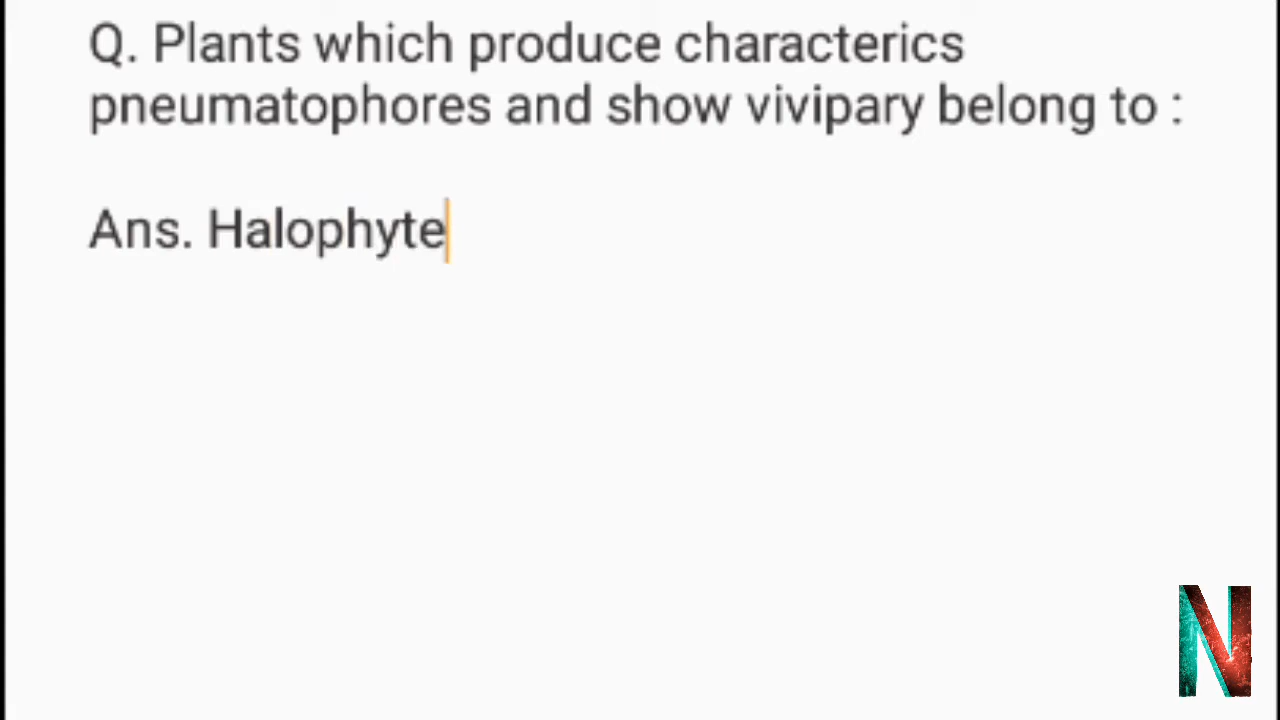 Q. Plants which produce characterics
pneumatophores and show vivipary belong to :
Ans. Halophyte
N